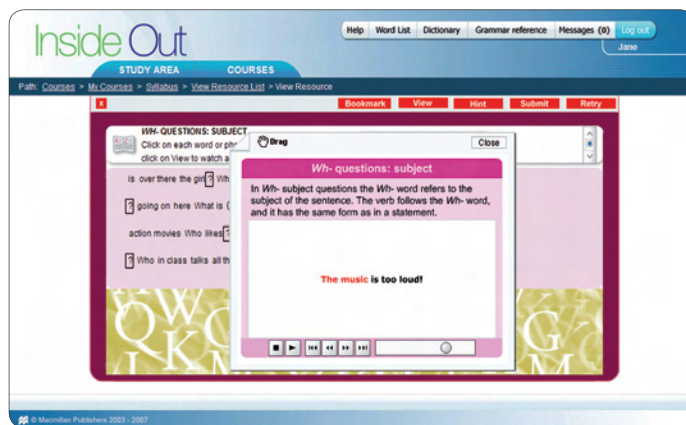 Inside Out
Help Word List Dictionary Grammar reference Messages (0) Log out
Jane
STUDY AREA COURSES
Path: Courses > My Courses > Syllabus > View Resource List > View Resource
x Bookmark View Hint Submit Retry
WH- QUESTIONS: SUBJECT
Click on each word or
click on View to watch a
Drag Close
is over there the girl ? Wh
? going on here What is
action movies Who likes ?
? Who in class talks all th
Wh- questions: subject
In Wh- subject questions the Wh- word refers to the
subject of the sentence. The verb follows the Wh- word,
and it has the same form as in a statement.
The music is too loud!
© Macmillan Publishers 2003 - 2007